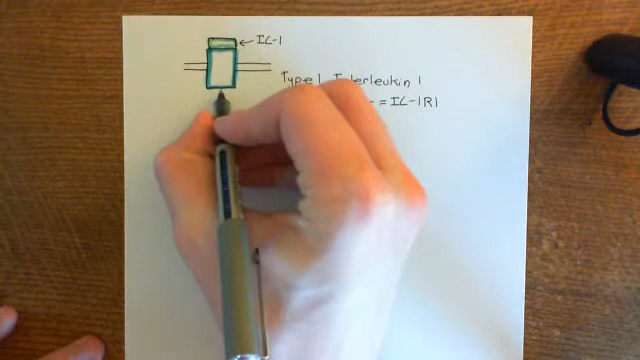 IL-1
Type 1 Interleukin 1
= IL-1R1